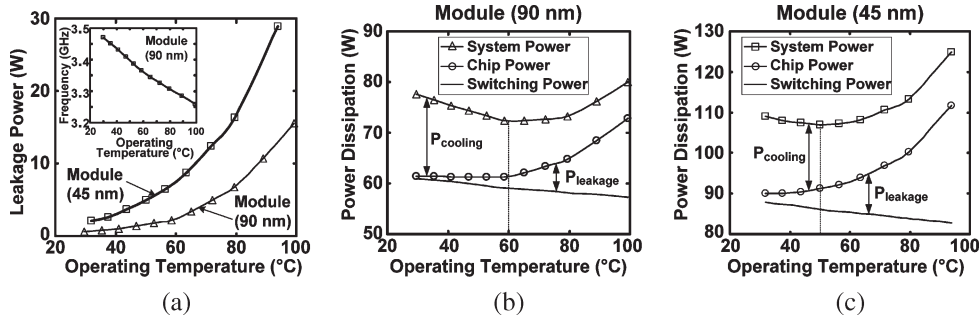 30
20
10
0
20
40
60
80
100
Leakage Power (W)
Operating Temperature (°C)
3.5
3.4
3.3
3.2
20
40
60
80
100
Frequency (GHz)
Operating
Temperature (°C)
Module
(90 nm)
Module
(45 nm)
Module
(90 nm)
(a)
Module (90 nm)
System Power
Chip Power
Switching Power
90
80
70
60
50
20
40
60
80
100
Power Dissipation (W)
Operating Temperature (°C)
Pcooling
Pleakage
(b)
Module (45 nm)
System Power
Chip Power
Switching Power
130
120
110
100
90
80
20
40
60
80
100
Power Dissipation (W)
Operating Temperature (°C)
Pcooling
Pleakage
(c)